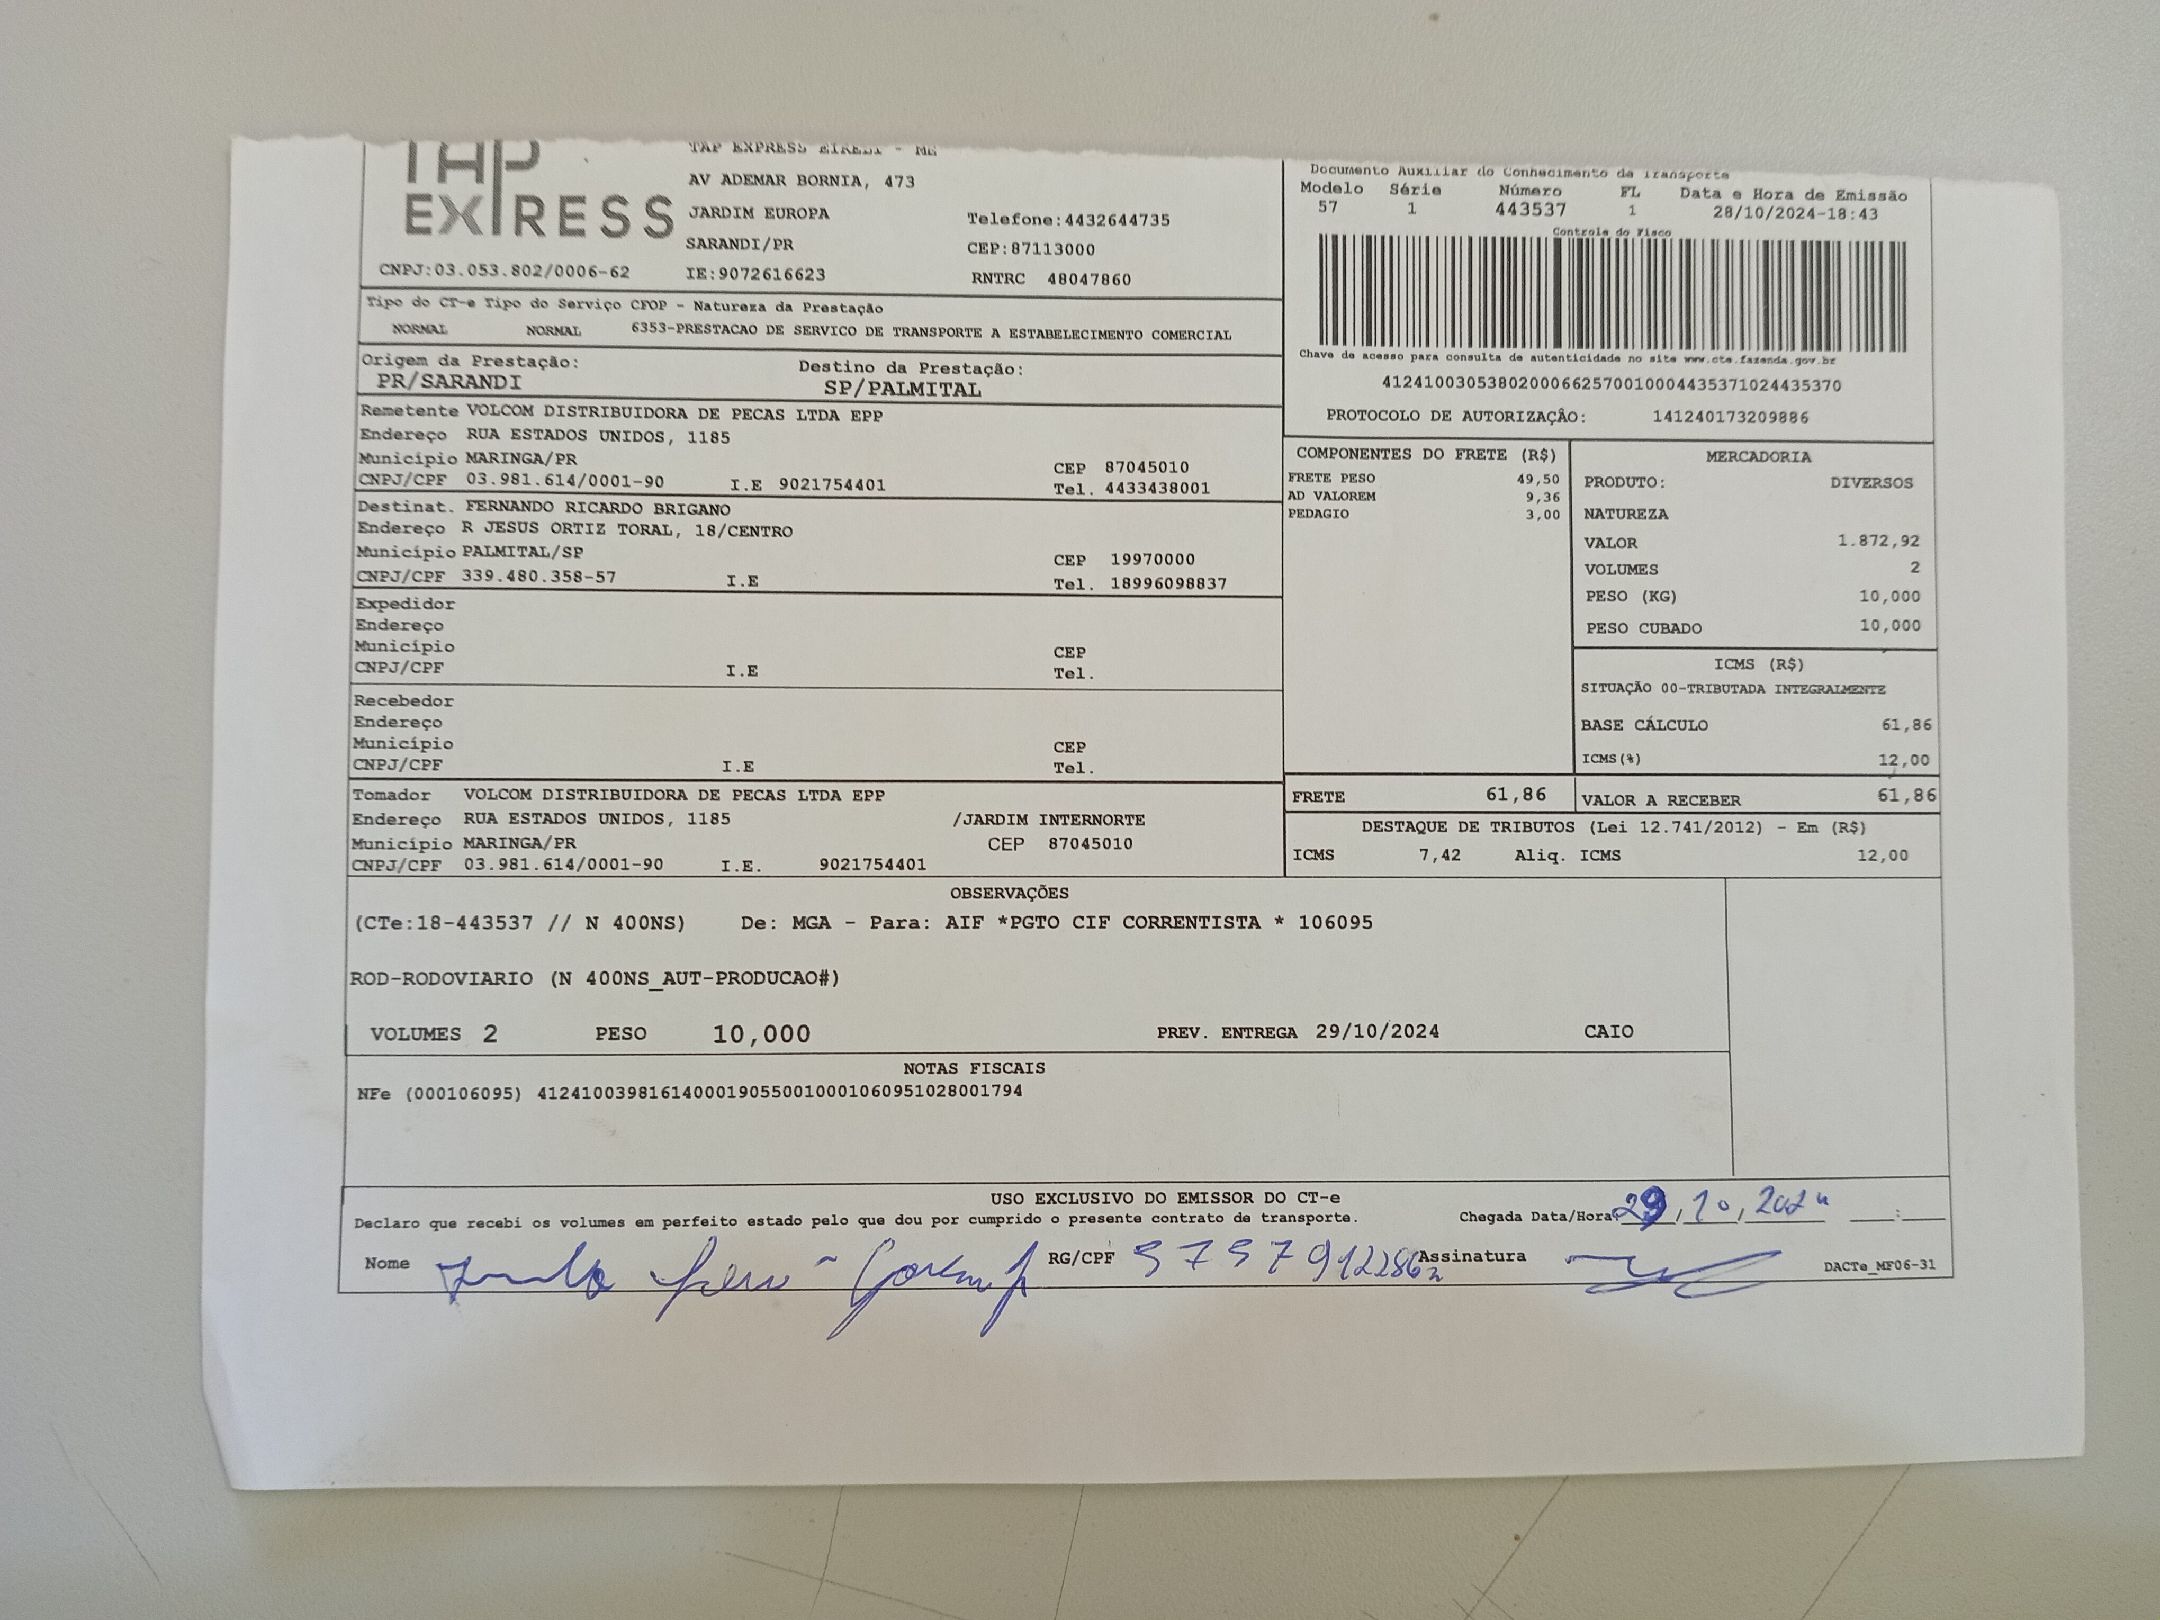 TAP
EXPRESS
TAP EXPRESS EIRELI - ME
AV ADEMAR BORNIA, 473
JARDIM EUROPA Telefone:4432644735
SARANDI/PR CEP:87113000
CNPJ:03.053.802/0006-62 IE:9072616623 RNTRC 48047860
Documento Auxiliar do Conhecimento de Transporte
Modelo Série Número FL Data e Hora de Emissão
57 1 443537 1 28/10/2024-18:43
Controle do Fisco
Chave de acesso para consulta de autenticidade no site www.cte.fazenda.gov.br
41241003053802000662570010004435371024435370
PROTOCOLO DE AUTORIZAÇÂO: 141240173209886
Tipo do CT-e Tipo do Serviço CFOP - Natureza da Prestação
NORMAL NORMAL 6353-PRESTACAO DE SERVICO DE TRANSPORTE A ESTABELECIMENTO COMERCIAL
Origem da Prestação: Destino da Prestação:
PR/SARANDI SP/PALMITAL
Remetente VOLCOM DISTRIBUIDORA DE PECAS LTDA EPP
Endereço RUA ESTADOS UNIDOS, 1185
Município MARINGA/PR CEP 87045010
CNPJ/CPF 03.981.614/0001-90 I.E 9021754401 Tel. 4433438001
Destinat. FERNANDO RICARDO BRIGANO
Endereço R JESUS ORTIZ TORAL, 18/CENTRO
Município PALMITAL/SP CEP 19970000
CNPJ/CPF 339.480.358-57 I.E Tel. 18996098837
Expedidor
Endereço
Município CEP
CNPJ/CPF I.E Tel.
Recebedor
Endereço
Município CEP
CNPJ/CPF I.E Tel.
Tomador VOLCOM DISTRIBUIDORA DE PECAS LTDA EPP
Endereço RUA ESTADOS UNIDOS, 1185 /JARDIM INTERNORTE
Município MARINGA/PR CEP 87045010
CNPJ/CPF 03.981.614/0001-90 I.E. 9021754401
COMPONENTES DO FRETE (R$)
FRETE PESO 49,50
AD VALOREM 9,36
PEDAGIO 3,00
MERCADORIA
PRODUTO: DIVERSOS
NATUREZA
VALOR 1.872,92
VOLUMES 2
PESO (KG) 10,000
PESO CUBADO 10,000
ICMS (R$)
SITUAÇÃO 00-TRIBUTADA INTEGRALMENTE
BASE CÁLCULO 61,86
ICMS(%) 12,00
FRETE 61,86 VALOR A RECEBER 61,86
DESTAQUE DE TRIBUTOS (Lei 12.741/2012) - Em (R$)
ICMS 7,42 Aliq. ICMS 12,00
OBSERVAÇÕES
(CTe:18-443537 // N 400NS) De: MGA - Para: AIF *PGTO CIF CORRENTISTA * 106095
ROD-RODOVIARIO (N 400NS_AUT-PRODUCAO#)
VOLUMES 2 PESO 10,000 PREV. ENTREGA 29/10/2024 CAIO
NOTAS FISCAIS
NFe (000106095) 41241003981614000190550010001060951028001794
USO EXCLUSIVO DO EMISSOR DO CT-e
Declaro que recebi os volumes em perfeito estado pelo que dou por cumprido o presente contrato de transporte. Chegada Data/Hora 29/10/2024 __:__
Nome RG/CPF Assinatura DACTe_MF06-31